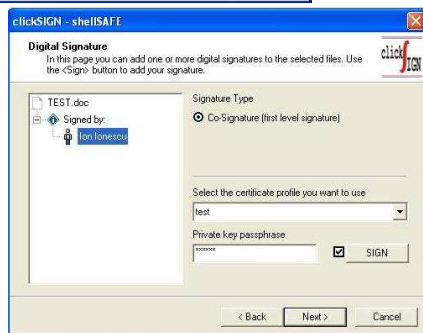 clickSIGN - shellSAFE
Digital Signature
In this page you can add one or more digital signatures to the selected files. Use
the <Sign> button to add your signature.
click SIGN
TEST.doc
Signed by:
Ion Ionescu
Signature Type
Co-Signature (first level signature)
Select the certificate profile you want to use
test
Private key passphrase
******
SIGN
< Back
Next >
Cancel